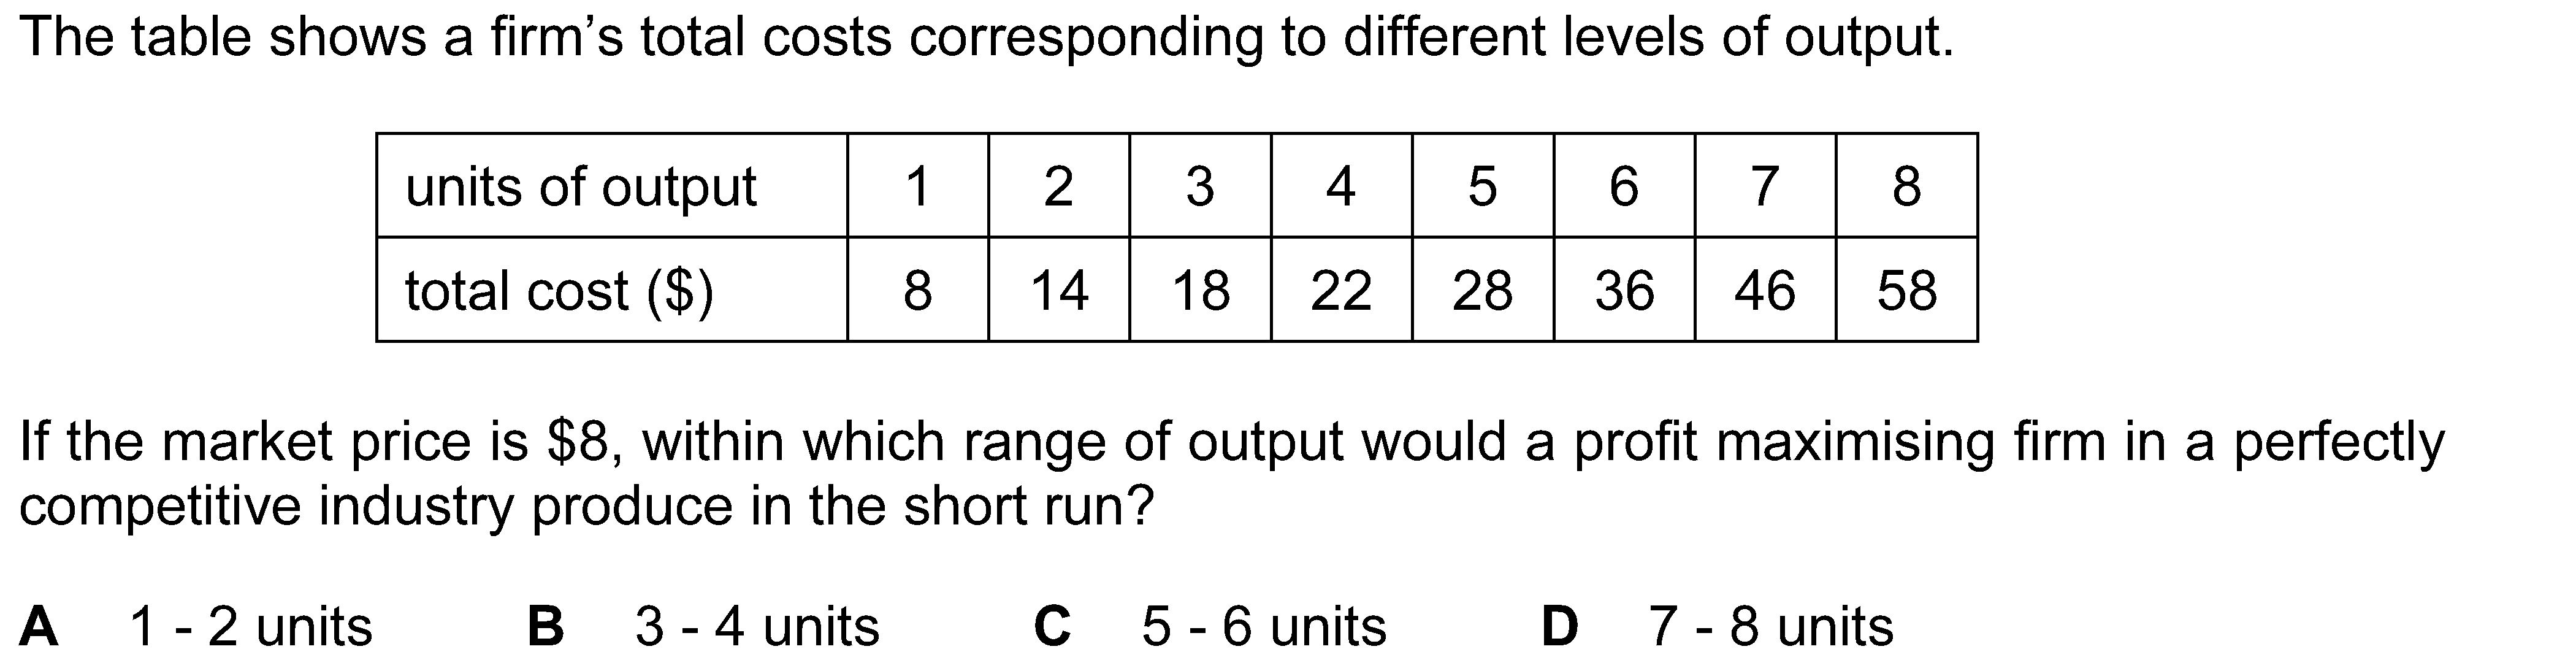 The table shows a firm’s total costs corresponding to different levels of output.
units of output 1 2 3 4 5 6 7 8
total cost ($) 8 14 18 22 28 36 46 58
If the market price is $8, within which range of output would a profit maximising firm in a perfectly
competitive industry produce in the short run?
A 1 - 2 units B 3 - 4 units C 5 - 6 units D 7 - 8 units